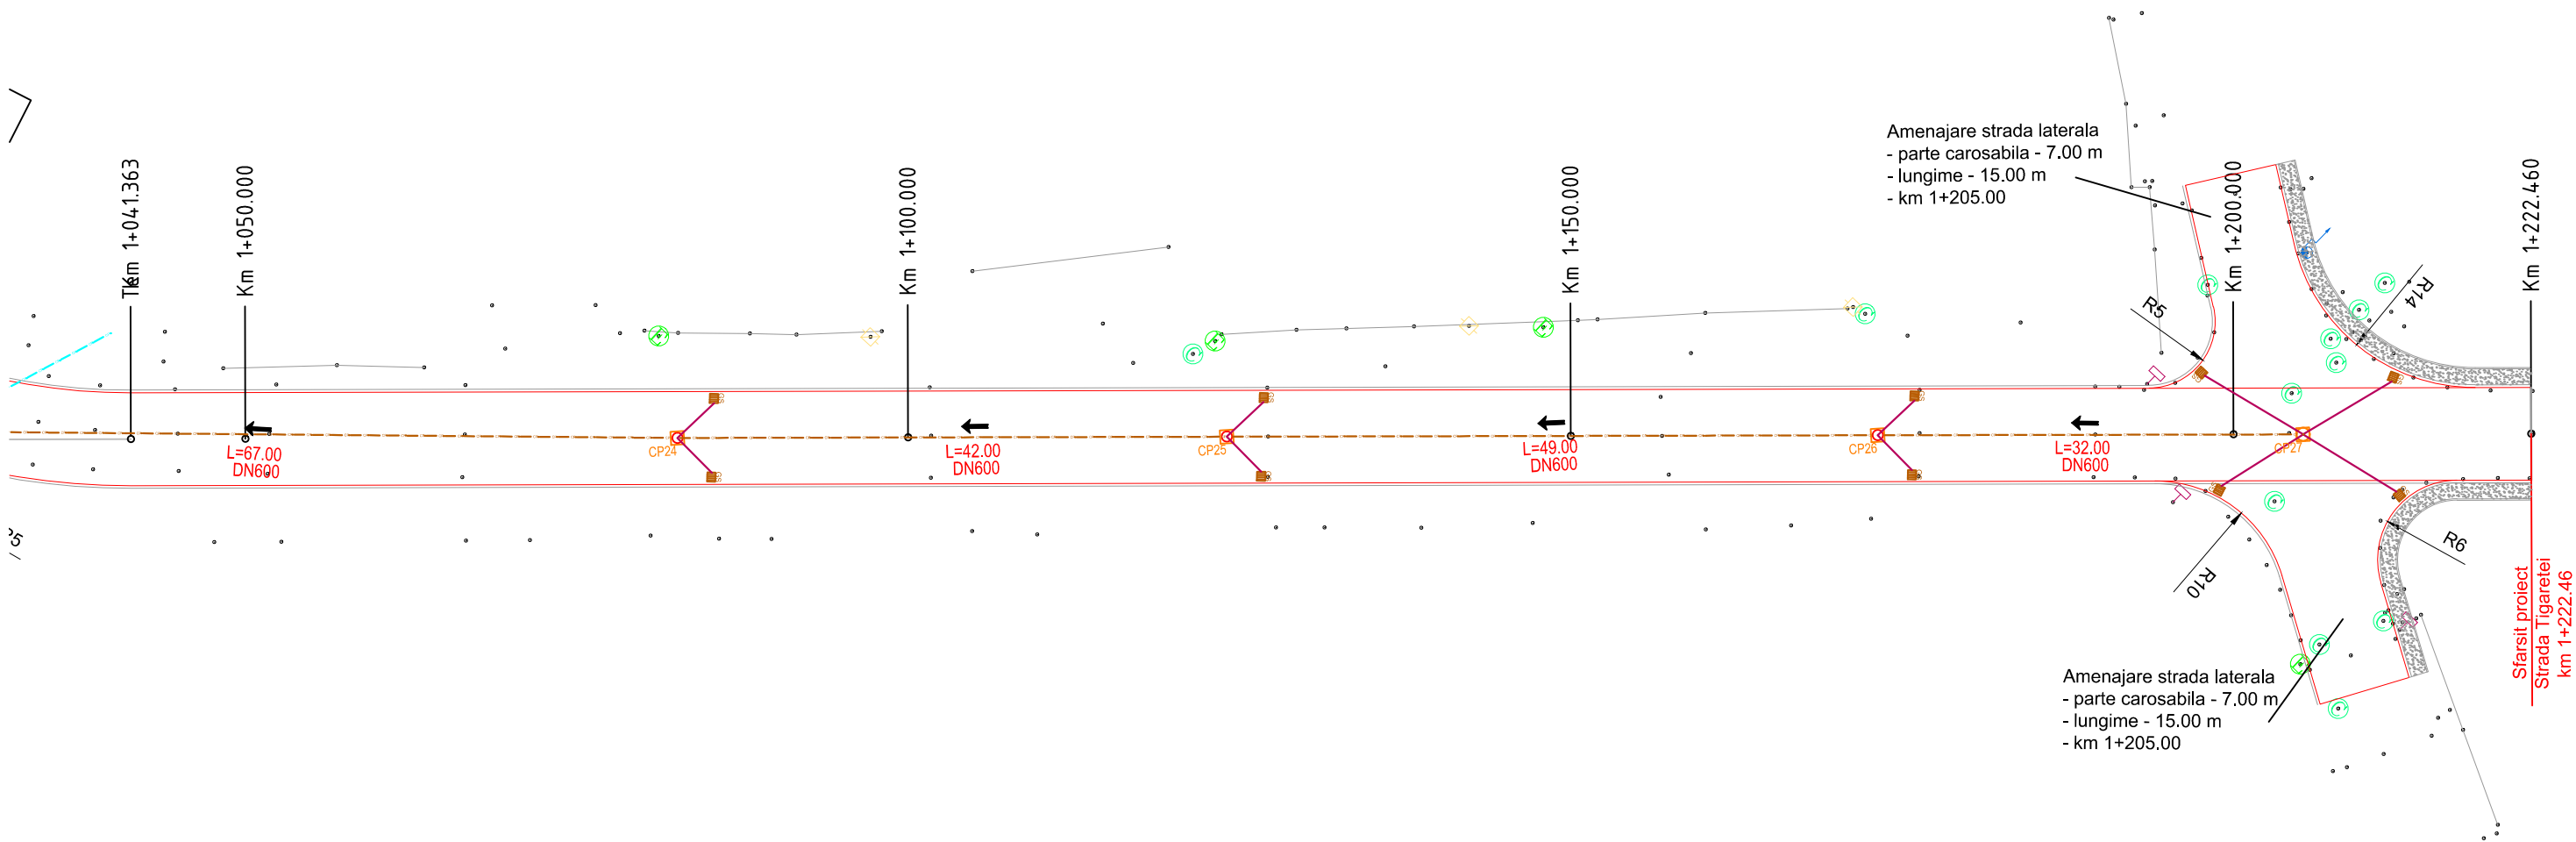 TKm
Km 1+041.363
Km 1+050.000
Km 1+100.000
Km 1+150.000
Km 1+200.000
Km 1+222.460
Amenajare strada laterala
- parte carosabila - 7.00 m
- lungime - 15.00 m
- km 1+205.00
R5
R14
L=67.00
DN600
CP24
L=42.00
DN600
CP25
L=49.00
DN600
CP26
L=32.00
DN600
CP27
R10
R6
Amenajare strada laterala
- parte carosabila - 7.00 m
- lungime - 15.00 m
- km 1+205.00
Sfarsit proiect
Strada Tigaretei
km 1+222.46